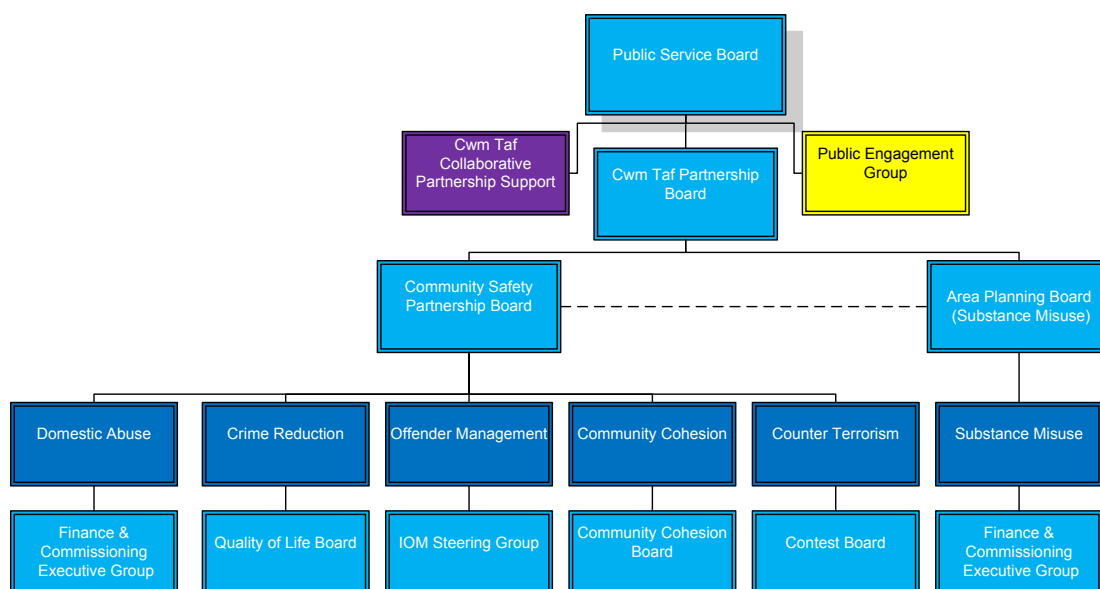 Public Service Board
Cwm Taf
Collaborative
Partnership Support
Cwm Taf Partnership
Board
Public Engagement
Group
Community Safety
Partnership Board
Area Planning Board
(Substance Misuse)
Domestic Abuse
Crime Reduction
Offender Management
Community Cohesion
Counter Terrorism
Substance Misuse
Finance &
Commissioning
Executive Group
Quality of Life Board
IOM Steering Group
Community Cohesion
Board
Contest Board
Finance &
Commissioning
Executive Group